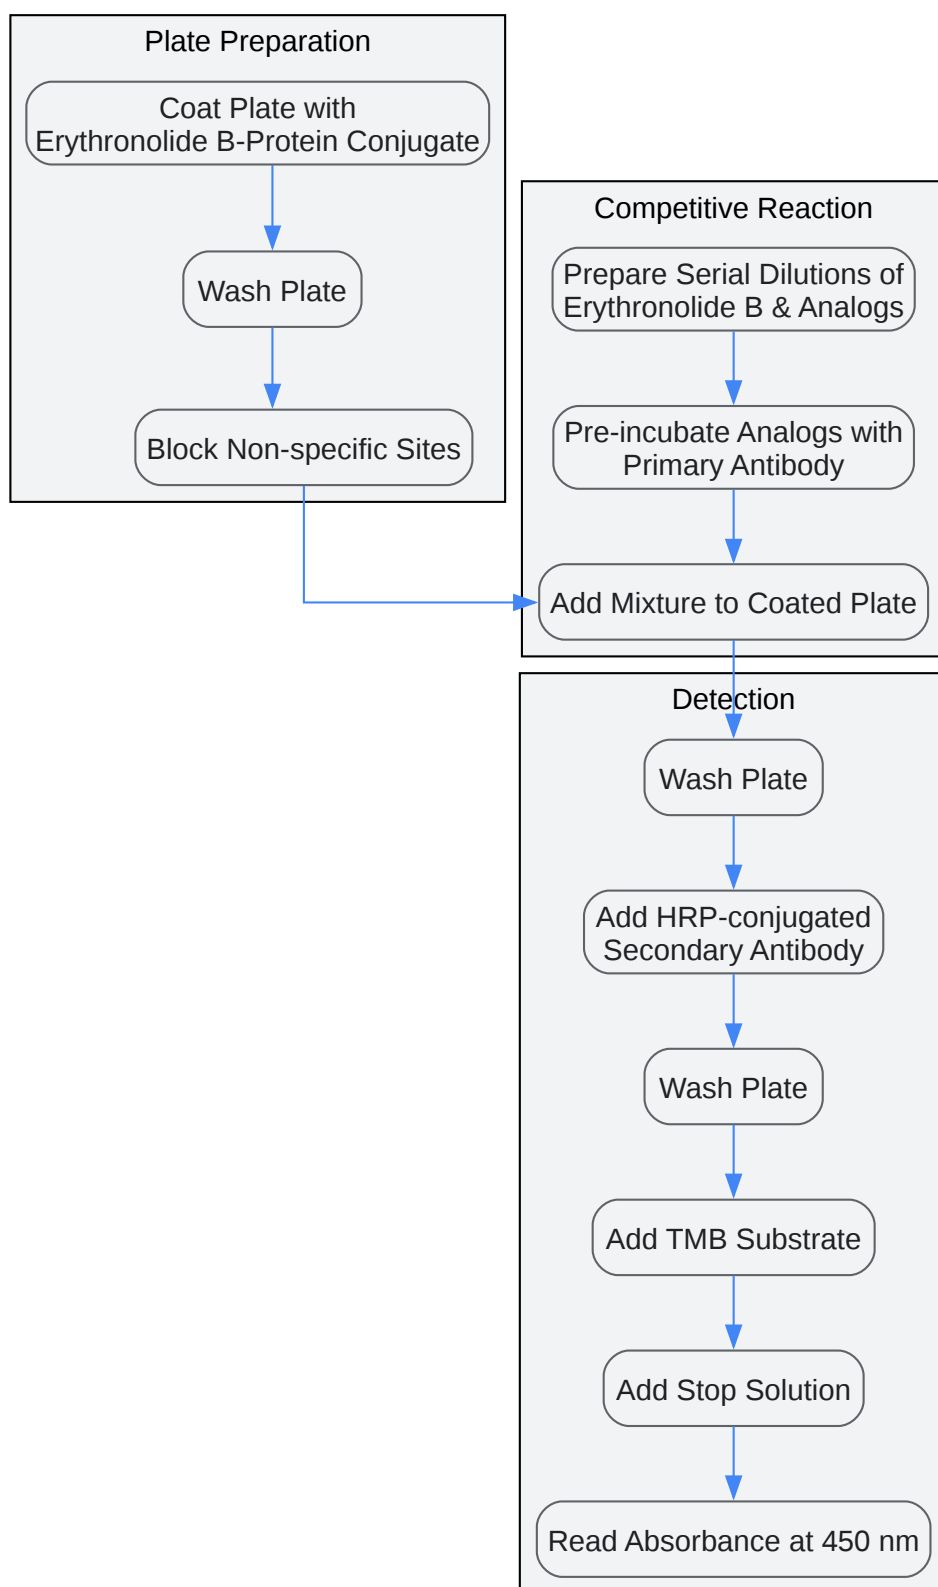 Plate Preparation
Coat Plate with
Erythronolide B-Protein Conjugate
Wash Plate
Block Non-specific Sites
Competitive Reaction
Prepare Serial Dilutions of
Erythronolide B & Analogs
Pre-incubate Analogs with
Primary Antibody
Add Mixture to Coated Plate
Detection
Wash Plate
Add HRP-conjugated
Secondary Antibody
Wash Plate
Add TMB Substrate
Add Stop Solution
Read Absorbance at 450 nm